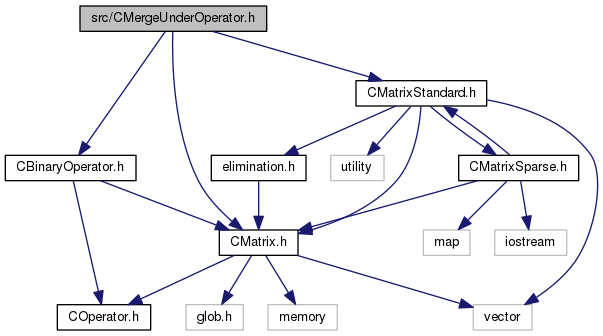 src/CMergeUnderOperator.h
CMatrixStandard.h
CBinaryOperator.h
elimination.h
utility
CMatrixSparse.h
CMatrix.h
map
iostream
COperator.h
glob.h
memory
vector